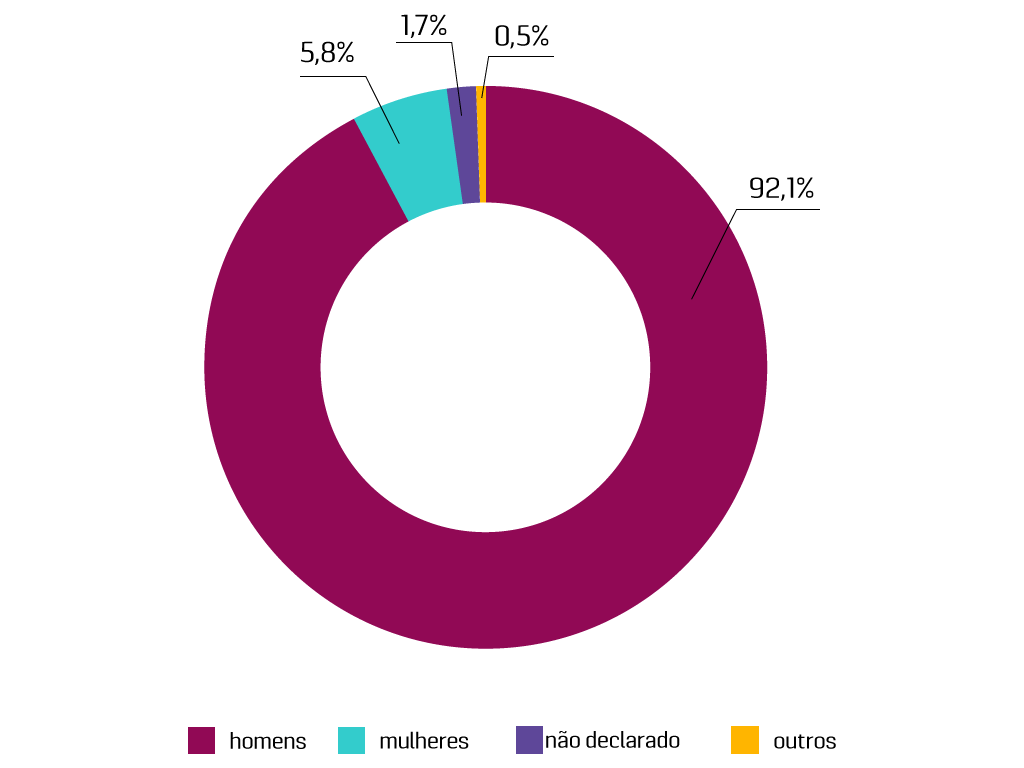 1,7%
0,5%
5,8%
92,1%
homens
mulheres
não declarado
outros